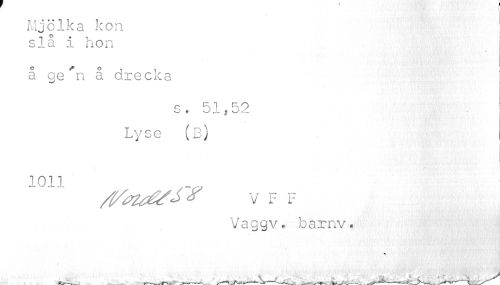 Mjölka kon
slå i hon
å ge'n å drecka
s. 51,52
Lyse (B)
1011
Nordl 58
V F F
Vaggv. barnv.